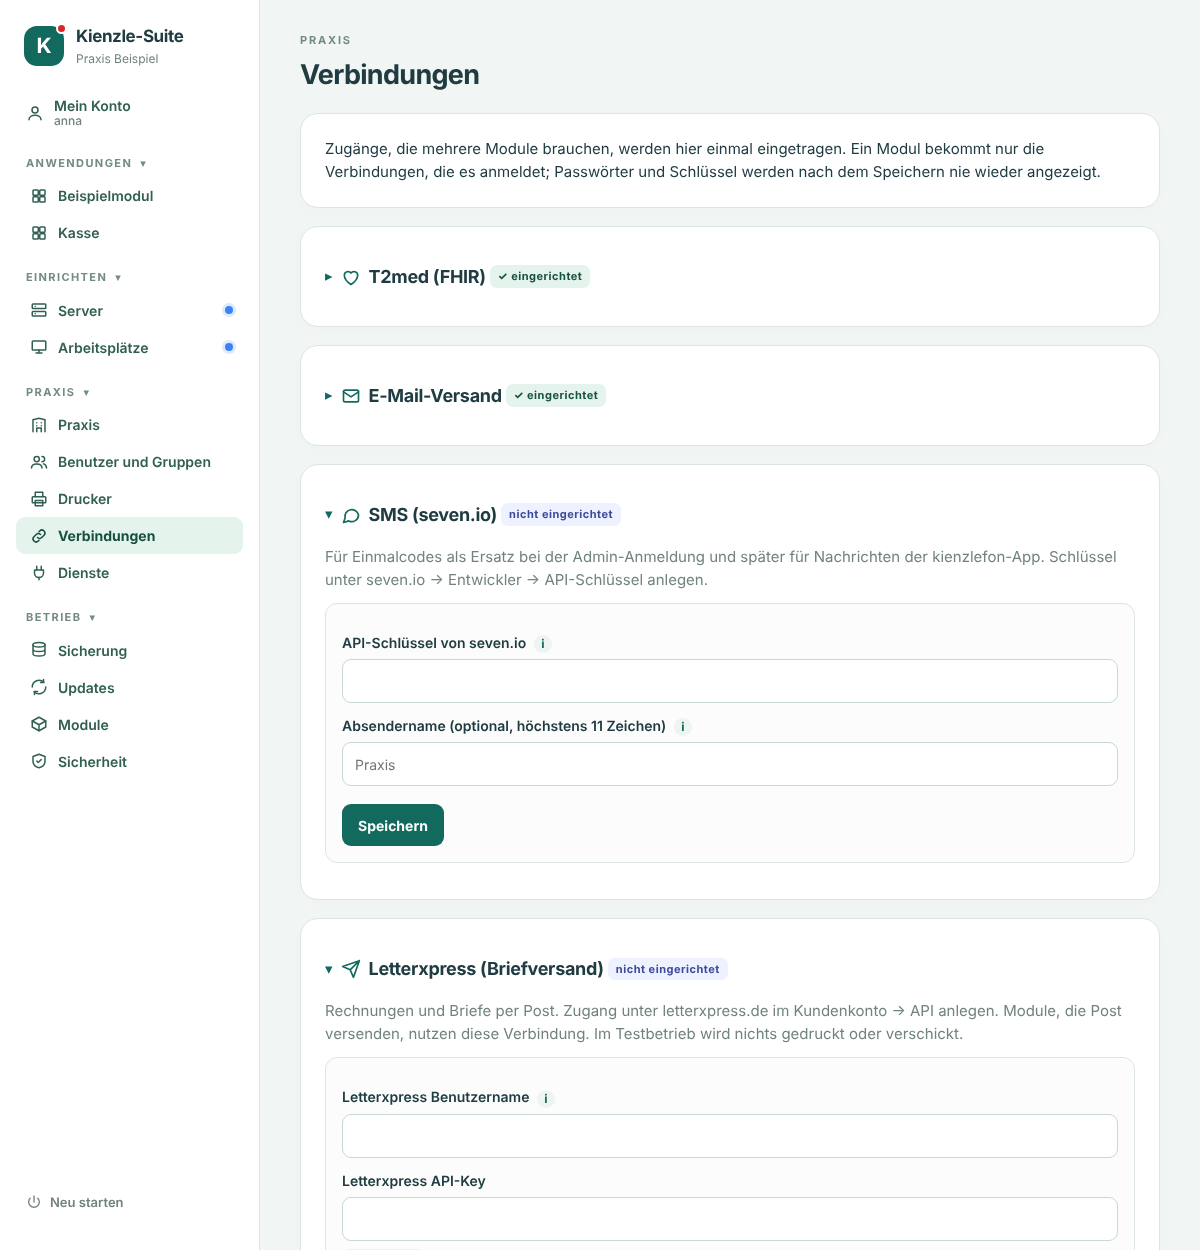 K
Kienzle-Suite
Praxis Beispiel
Mein Konto
anna
ANWENDUNGEN ▾
Beispielmodul
Kasse
EINRICHTEN ▾
Server
Arbeitsplätze
PRAXIS ▾
Praxis
Benutzer und Gruppen
Drucker
Verbindungen
Dienste
BETRIEB ▾
Sicherung
Updates
Module
Sicherheit
Neu starten
PRAXIS
Verbindungen
Zugänge, die mehrere Module brauchen, werden hier einmal eingetragen. Ein Modul bekommt nur die
Verbindungen, die es anmeldet; Passwörter und Schlüssel werden nach dem Speichern nie wieder angezeigt.
▸ T2med (FHIR) ✓ eingerichtet
▸ E-Mail-Versand ✓ eingerichtet
▾ SMS (seven.io) nicht eingerichtet
Für Einmalcodes als Ersatz bei der Admin-Anmeldung und später für Nachrichten der kienzlefon-App. Schlüssel
unter seven.io → Entwickler → API-Schlüssel anlegen.
API-Schlüssel von seven.io i
Absendername (optional, höchstens 11 Zeichen) i
Praxis
Speichern
▾ Letterxpress (Briefversand) nicht eingerichtet
Rechnungen und Briefe per Post. Zugang unter letterxpress.de im Kundenkonto → API anlegen. Module, die Post
versenden, nutzen diese Verbindung. Im Testbetrieb wird nichts gedruckt oder verschickt.
Letterxpress Benutzername i
Letterxpress API-Key